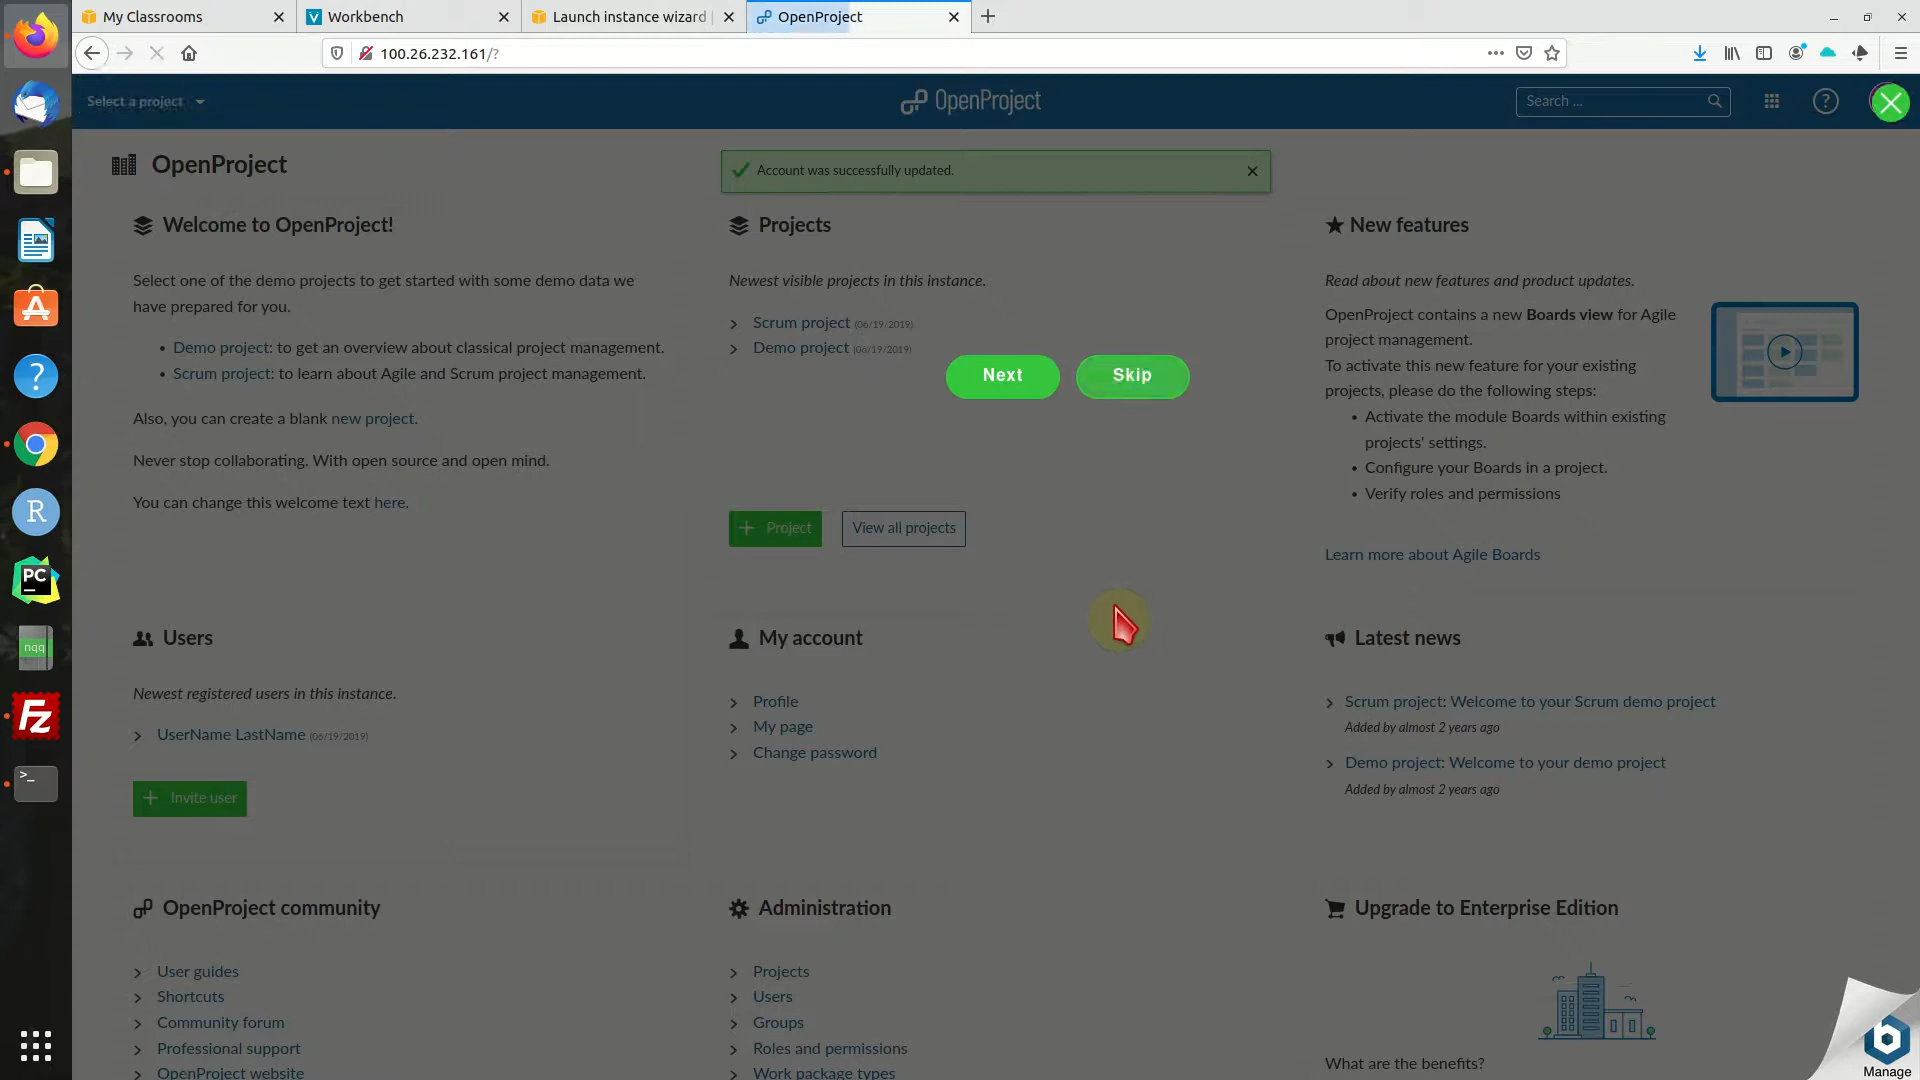 My Classrooms
Workbench
Launch instance wizard
OpenProject
100.26.232.161/?
Select a project
OpenProject
Search ...
OpenProject
Account was successfully updated.
Welcome to OpenProject!
Select one of the demo projects to get started with some demo data we
have prepared for you.
• Demo project: to get an overview about classical project management.
• Scrum project: to learn about Agile and Scrum project management.
Also, you can create a blank new project.
Never stop collaborating. With open source and open mind.
You can change this welcome text here.
Projects
Newest visible projects in this instance.
Scrum project (06/19/2019)
Demo project (06/19/2019)
Next
Skip
+ Project
View all projects
New features
Read about new features and product updates.
OpenProject contains a new Boards view for Agile
project management.
To activate this new feature for your existing
projects, please do the following steps:
• Activate the module Boards within existing
projects' settings.
• Configure your Boards in a project.
• Verify roles and permissions
Learn more about Agile Boards
Users
Newest registered users in this instance.
UserName LastName (06/19/2019)
+ Invite user
My account
Profile
My page
Change password
Latest news
Scrum project: Welcome to your Scrum demo project
Added by almost 2 years ago
Demo project: Welcome to your demo project
Added by almost 2 years ago
OpenProject community
User guides
Shortcuts
Community forum
Professional support
OpenProject website
Administration
Projects
Users
Groups
Roles and permissions
Work package types
Upgrade to Enterprise Edition
What are the benefits?
Manage
R
PC
nqq
FZ
>_